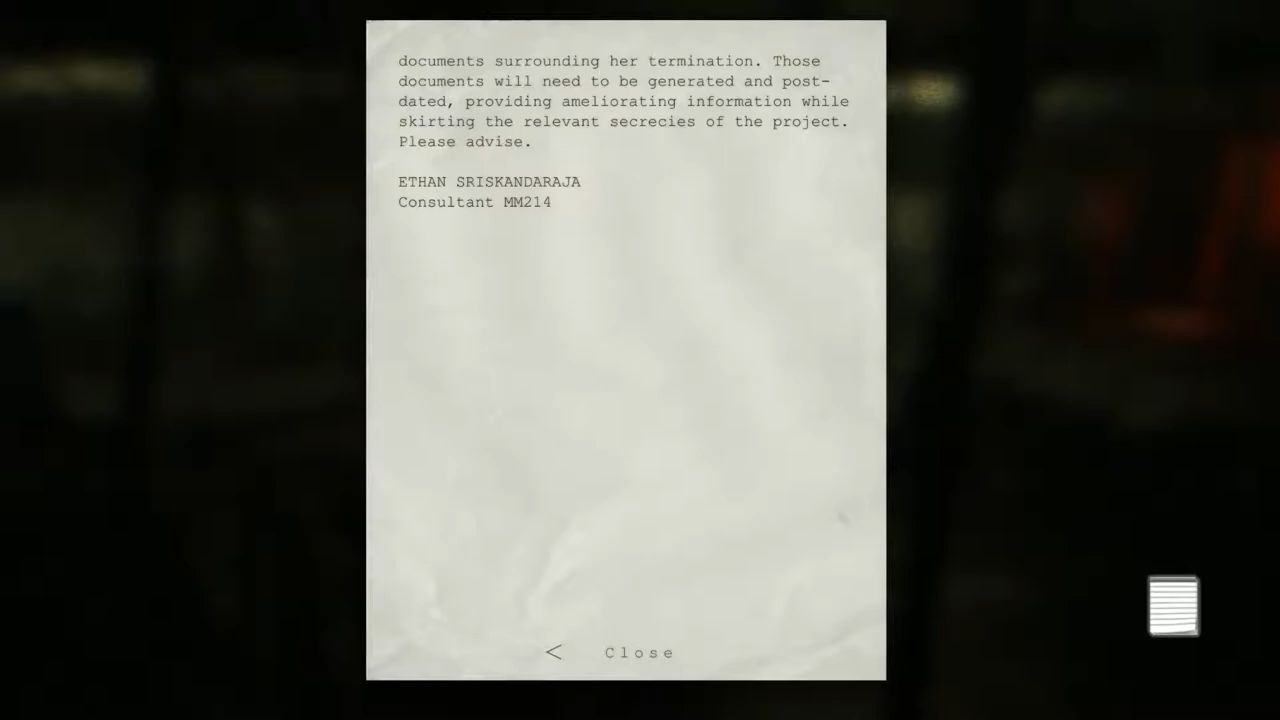 documents surrounding her termination. Those
documents will need to be generated and post-
dated, providing ameliorating information while
skirting the relevant secrecies of the project.
Please advise.
ETHAN SRISKANDARAJA
Consultant MM214
< Close